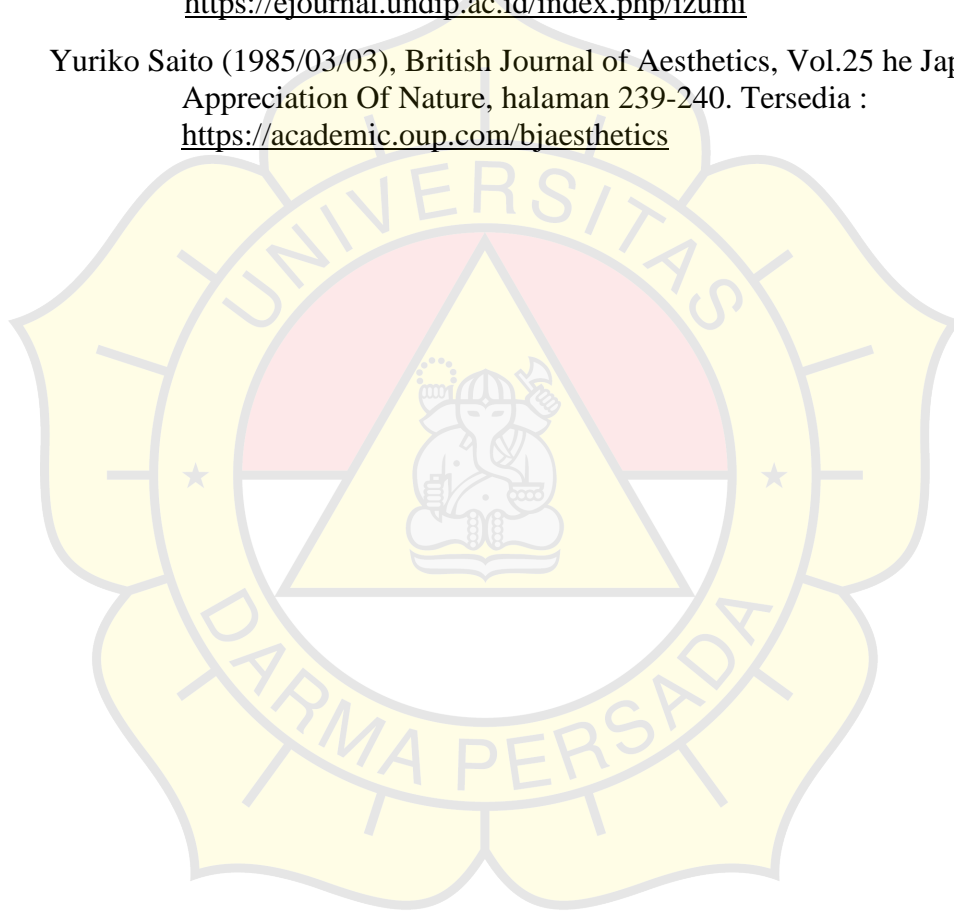 https://ejournal.undip.ac.id/index.php/izumi
Yuriko Saito (1985/03/03), British Journal of Aesthetics, Vol.25 he
Appreciation Of Nature, halaman 239-240. Tersedia :
https://academic.oup.com/bjaesthetics
UNIVERSITAS
DARMA PERSADA